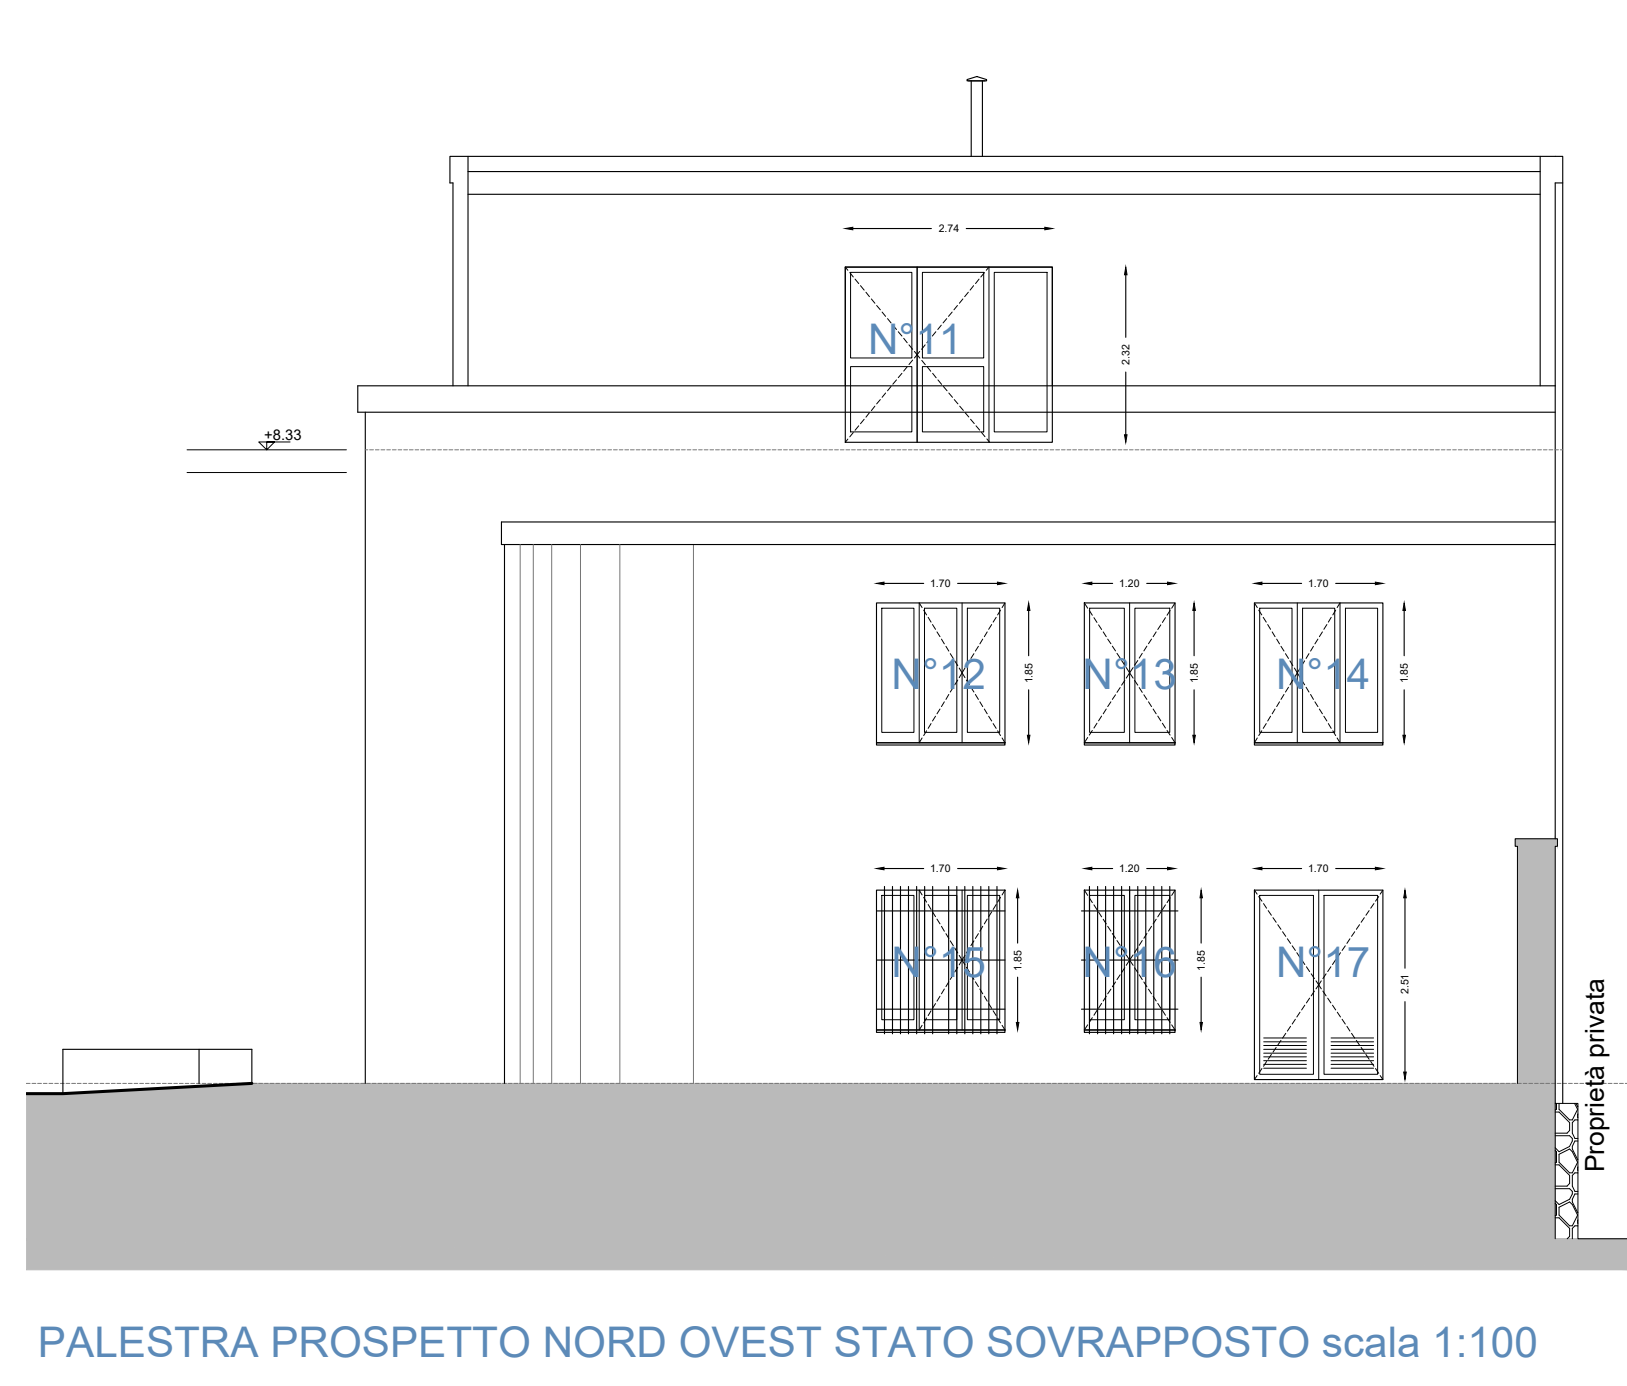 2.74
N°11
2.32
+8.33
1.70
1.20
1.70
N°12
1.85
N°13
1.85
N°14
1.85
1.70
1.20
1.70
N°15
1.85
N°16
1.85
N°17
2.51
Proprietà privata
PALESTRA PROSPETTO NORD OVEST STATO SOVRAPPOSTO scala 1:100